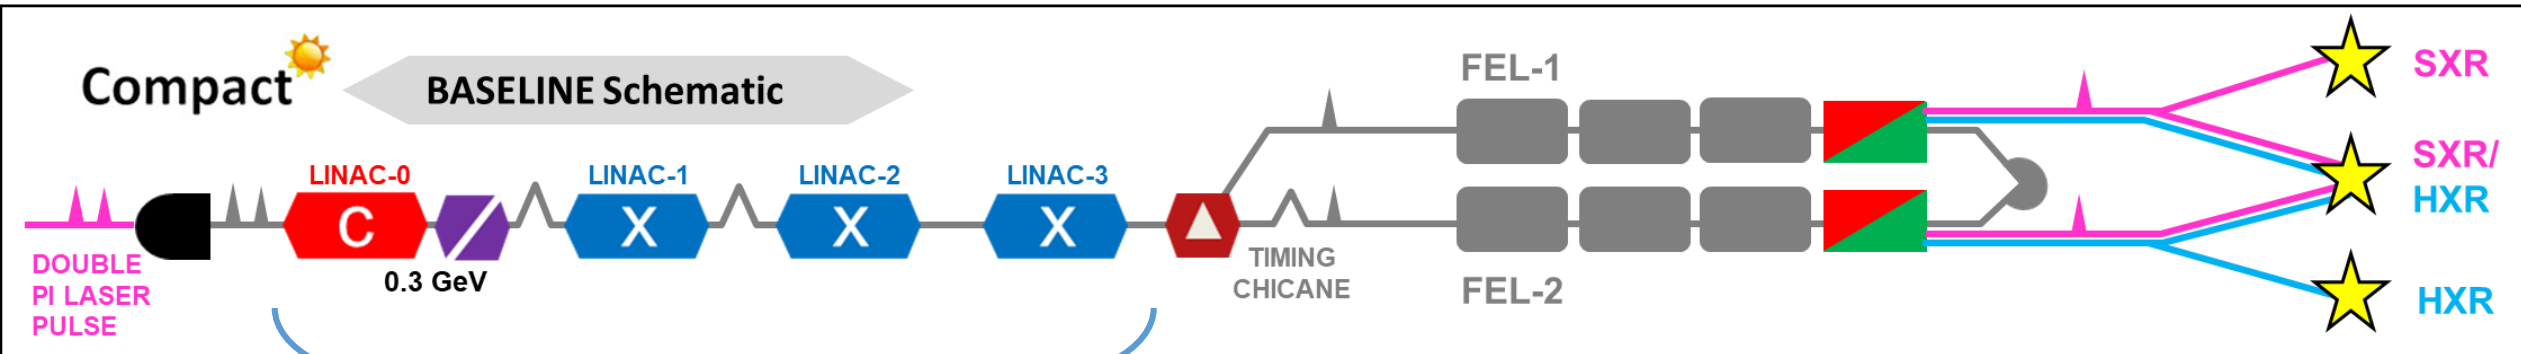 Compact
BASELINE Schematic
FEL-1
SXR
LINAC-0
LINAC-1
LINAC-2
LINAC-3
C
X
X
X
SXR/
HXR
DOUBLE
PI LASER
PULSE
0.3 GeV
TIMING
CHICANE
FEL-2
HXR